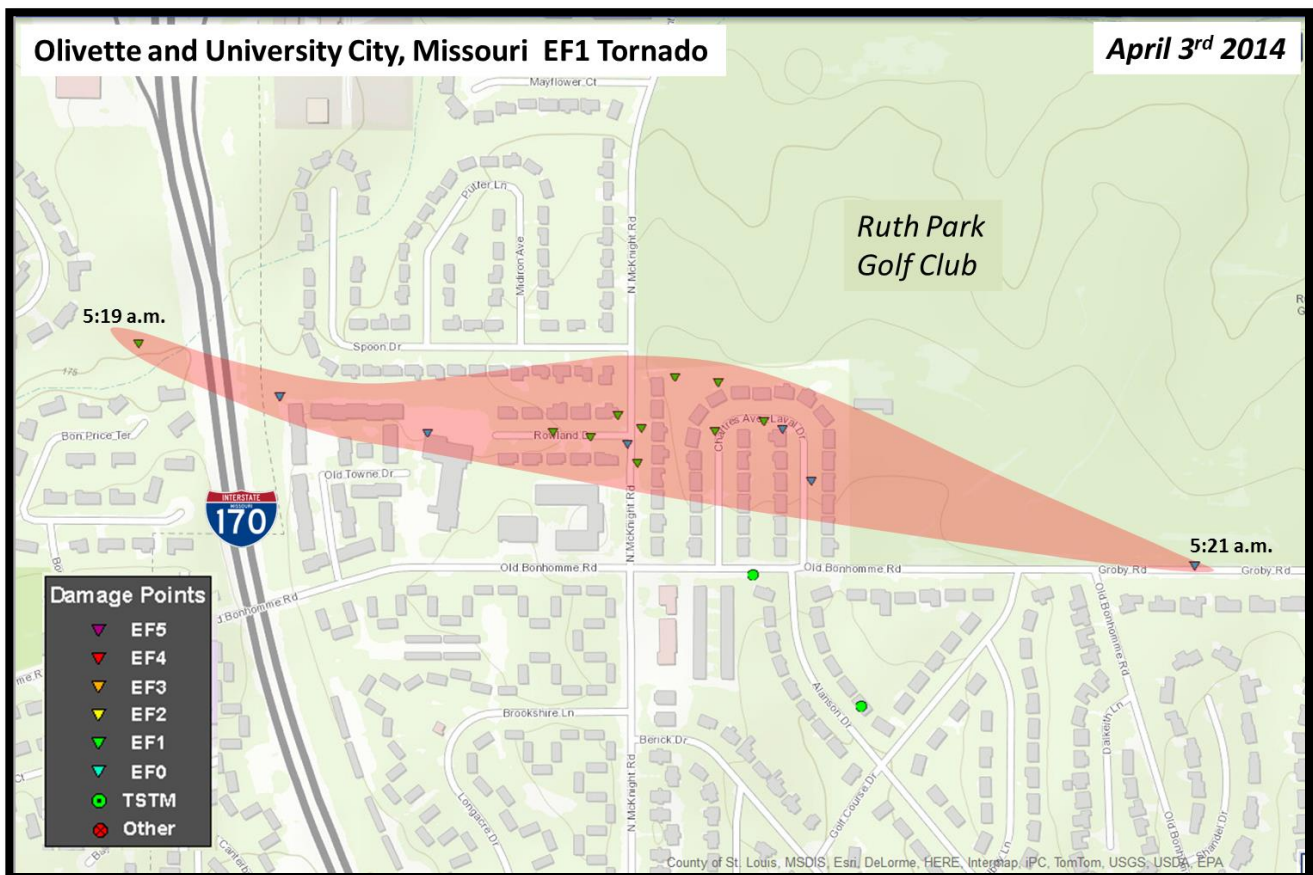 Olivette and University City, Missouri EF1 Tornado
April 3rd 2014
Mayflower Ct
Putter Ln
Midiron Ave
N McKnight Rd
Ruth Park
Golf Club
5:19 a.m.
Spoon Dr
175
Bon Price Ter
Rowland Dr
Chartres Ave
Laval Dr
Old Towne Dr
INTERSTATE
MISSOURI
170
N McKnight Rd
5:21 a.m.
Old Bonhomme Rd
Old Bonhomme Rd
Groby Rd
Groby Rd
d Bonhomme Rd
Old Bonhomme Rd
Damage Points
EF5
EF4
EF3
EF2
EF1
EF0
TSTM
Other
Brookshire Ln
Berick Dr
Alanson Dr
Dalkeith Ln
N McKnight Rd
Longacre Dr
Golf Course Dr
Old Bonhom
Shandel Dr
County of St. Louis, MSDIS, Esri, DeLorme, HERE, Intermap, iPC, TomTom, USGS, USDA, EPA